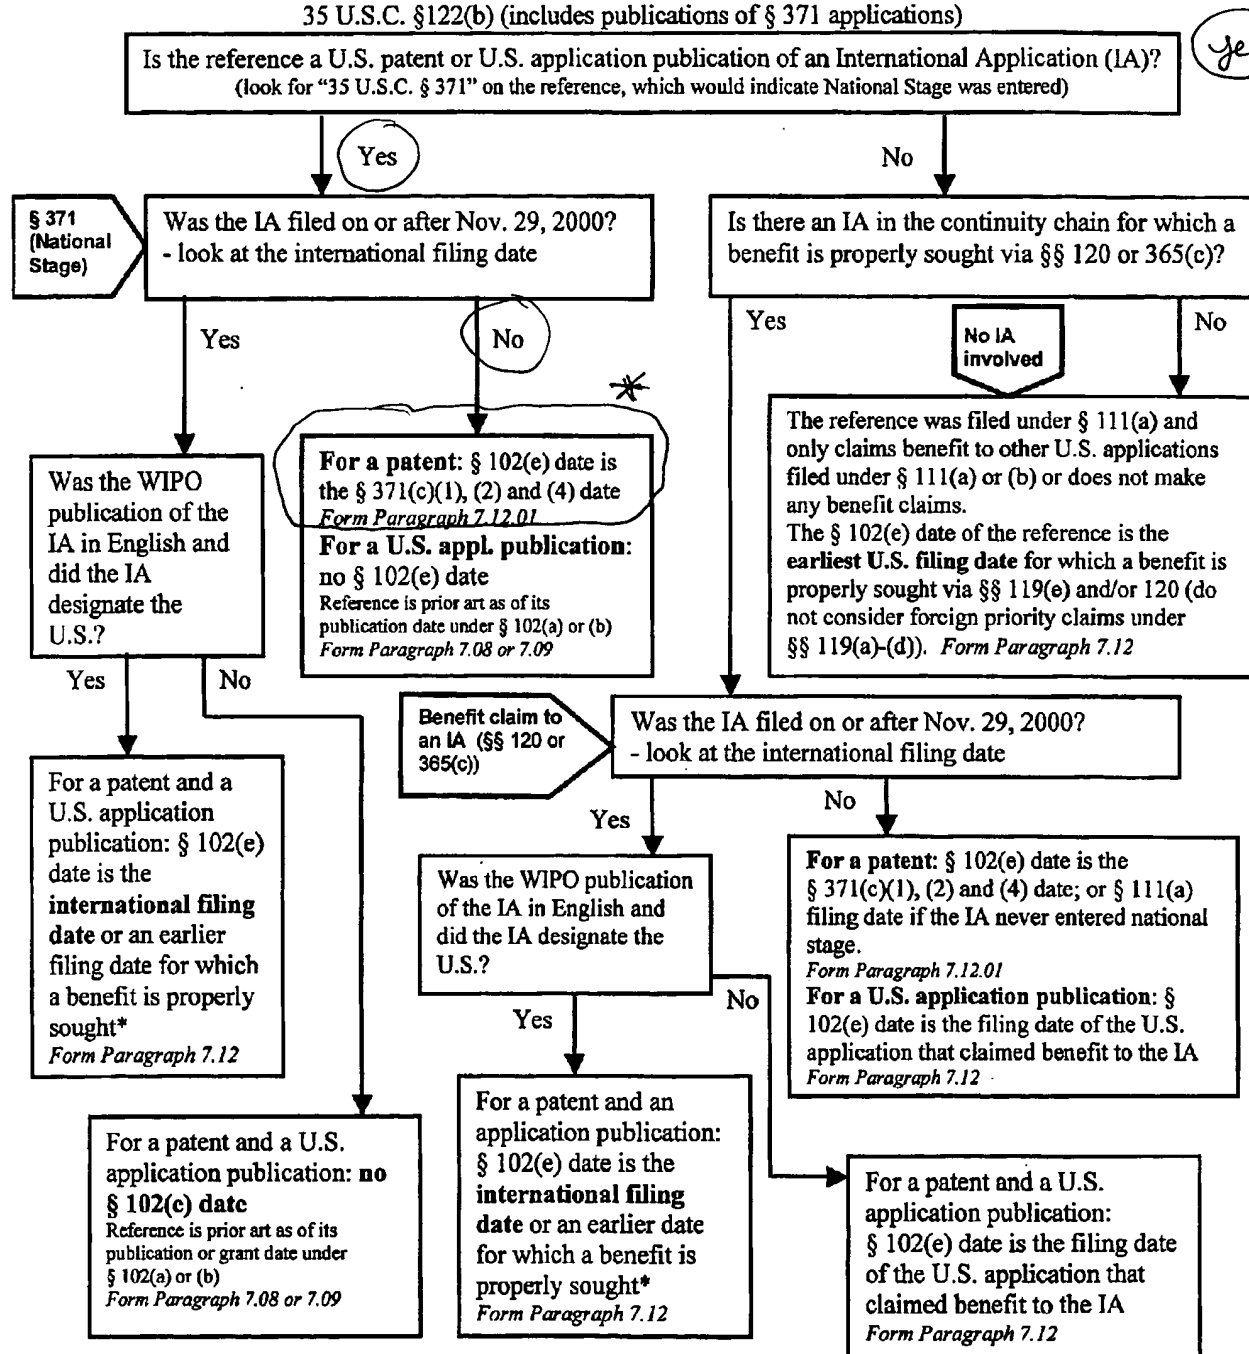 35 U.S.C. §122(b) (includes publications of § 371 applications)
Is the reference a U.S. patent or U.S. application publication of an International Application (IA)?
(look for "35 U.S.C. § 371" on the reference, which would indicate National Stage was entered)
Yes
No
§ 371
(National
Stage)
Was the IA filed on or after Nov. 29, 2000?
- look at the international filing date
Is there an IA in the continuity chain for which a
benefit is properly sought via §§ 120 or 365(c)?
Yes
No
Yes
No IA
involved
No
Was the WIPO
publication of the
IA in English and
did the IA
designate the
U.S.?
For a patent: § 102(e) date is
the § 371(c)(1), (2) and (4) date
Form Paragraph 7.12.01
For a U.S. appl. publication:
no § 102(e) date
Reference is prior art as of its
publication date under § 102(a) or (b)
Form Paragraph 7.08 or 7.09
The reference was filed under § 111(a) and
only claims benefit to other U.S. applications
filed under § 111(a) or (b) or does not make
any benefit claims.
The § 102(e) date of the reference is the
earliest U.S. filing date for which a benefit is
properly sought via §§ 119(e) and/or 120 (do
not consider foreign priority claims under
§§ 119(a)-(d)). Form Paragraph 7.12
Yes
No
Benefit claim to
an IA (§§ 120 or
365(c))
Was the IA filed on or after Nov. 29, 2000?
- look at the international filing date
Yes
No
For a patent and a
U.S. application
publication: § 102(e)
date is the
international filing
date or an earlier
filing date for which
a benefit is properly
sought*
Form Paragraph 7.12
Was the WIPO publication
of the IA in English and
did the IA designate the
U.S.?
For a patent: § 102(e) date is the
§ 371(c)(1), (2) and (4) date; or § 111(a)
filing date if the IA never entered national
stage.
Form Paragraph 7.12.01
For a U.S. application publication: §
102(e) date is the filing date of the U.S.
application that claimed benefit to the IA
Form Paragraph 7.12
Yes
No
For a patent and a U.S.
application publication: no
§ 102(e) date
Reference is prior art as of its
publication or grant date under
§ 102(a) or (b)
Form Paragraph 7.08 or 7.09
For a patent and an
application publication:
§ 102(e) date is the
international filing
date or an earlier date
for which a benefit is
properly sought*
Form Paragraph 7.12
For a patent and a U.S.
application publication:
§ 102(e) date is the filing date
of the U.S. application that
claimed benefit to the IA
Form Paragraph 7.12